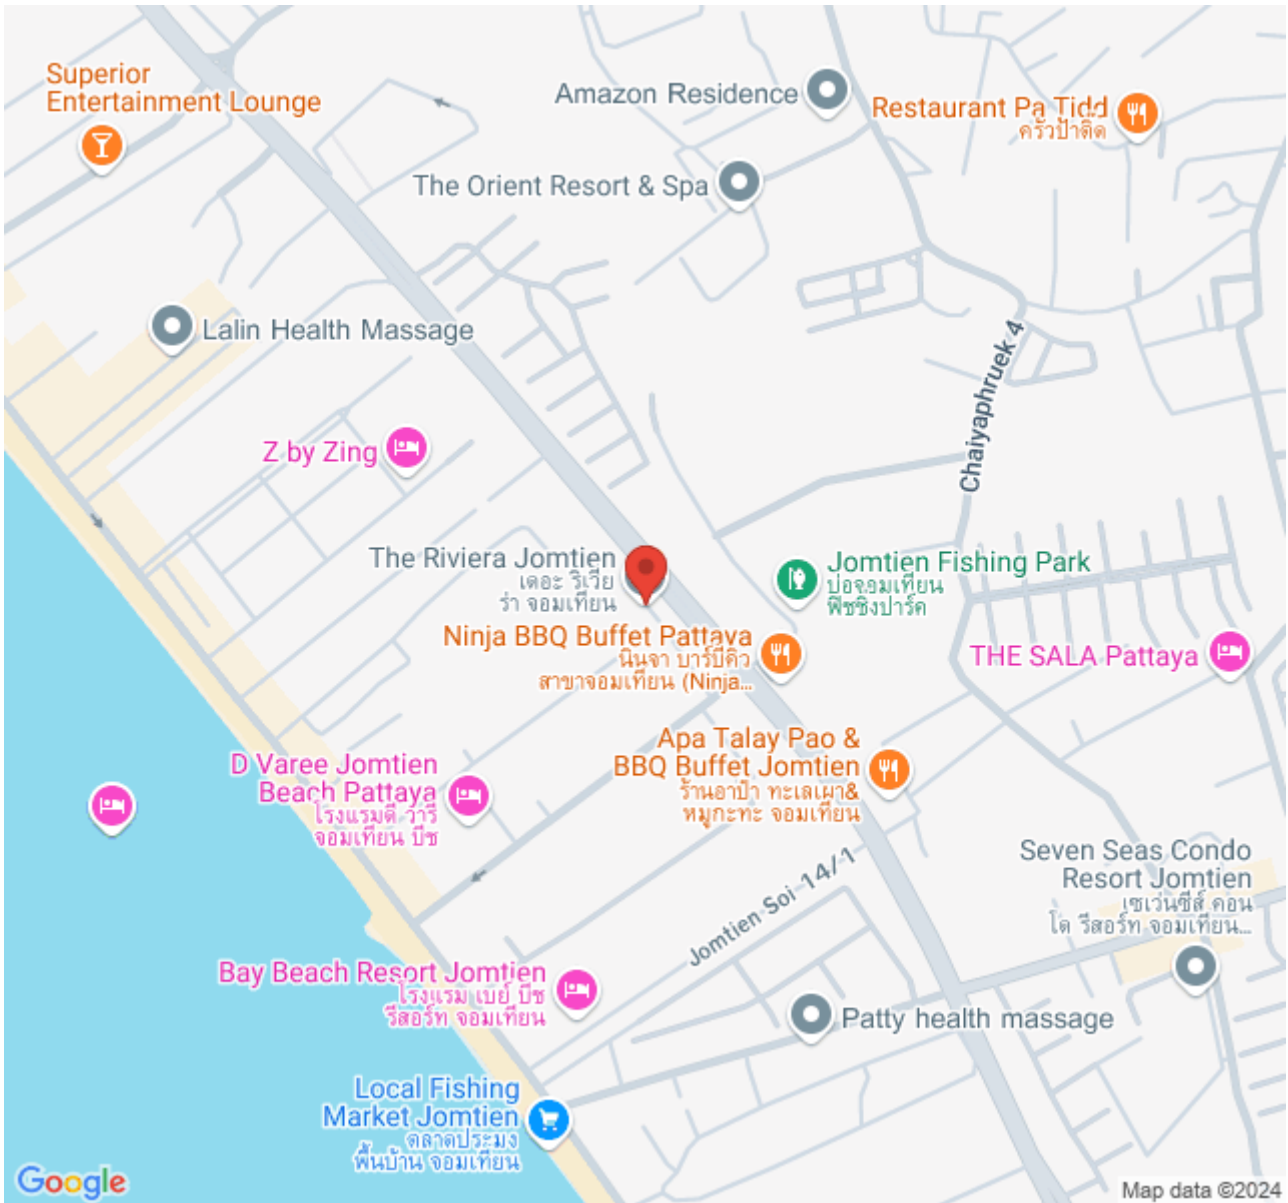 Superior
Entertainment Lounge
Amazon Residence
Restaurant Pa Tidd
ครัวป้าติ๊ด
The Orient Resort & Spa
Lalin Health Massage
Chaiyaphruek 4
Z by Zing
The Riviera Jomtien
เดอะ ริเวีย
ร่า จอมเทียน
Jomtien Fishing Park
บ่อจอมเทียน
ฟิชชิ่งปาร์ค
Ninja BBQ Buffet Pattaya
นินจา บาร์บีคิว
สาขาจอมเทียน (Ninja...
THE SALA Pattaya
Apa Talay Pao &
BBQ Buffet Jomtien
ร้านอาป๋า ทะเลเผา&
หมูกะทะ จอมเทียน
D Varee Jomtien
Beach Pattaya
โรงแรมดี วารี
จอมเทียน บีช
Jomtien Soi 14/1
Seven Seas Condo
Resort Jomtien
เซเว่นซีส์ คอน
โด รีสอร์ท จอมเทียน...
Bay Beach Resort Jomtien
โรงแรม เบย์ บีช
รีสอร์ท จอมเทียน
Patty health massage
Local Fishing
Market Jomtien
ตลาดประมง
พื้นบ้าน จอมเทียน
Google
Map data ©2024